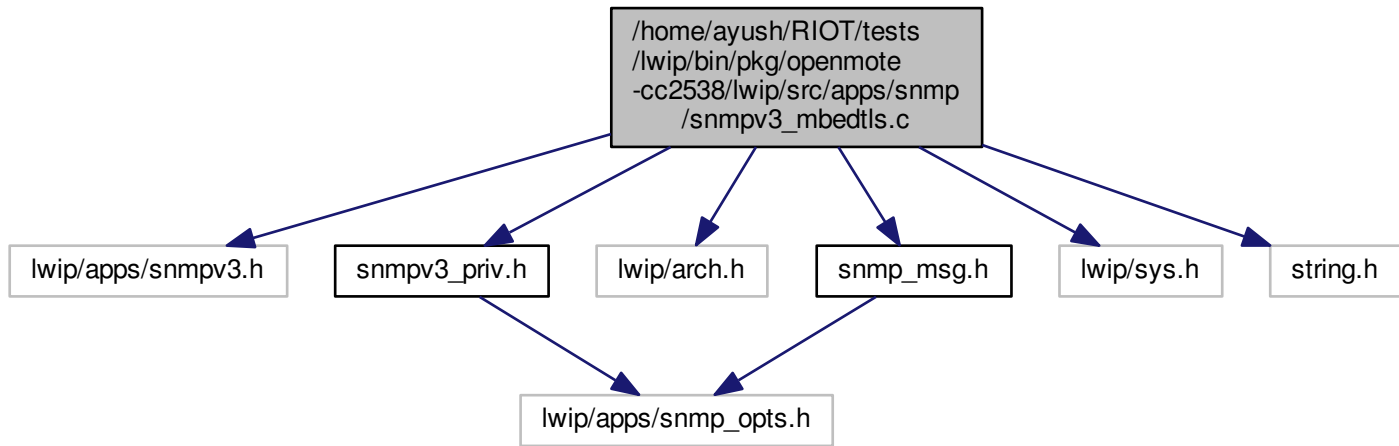 /home/ayush/RIOT/tests
/lwip/bin/pkg/openmote
-cc2538/lwip/src/apps/snmp
/snmpv3_mbedtls.c
lwip/apps/snmpv3.h
snmpv3_priv.h
lwip/arch.h
snmp_msg.h
lwip/sys.h
string.h
lwip/apps/snmp_opts.h